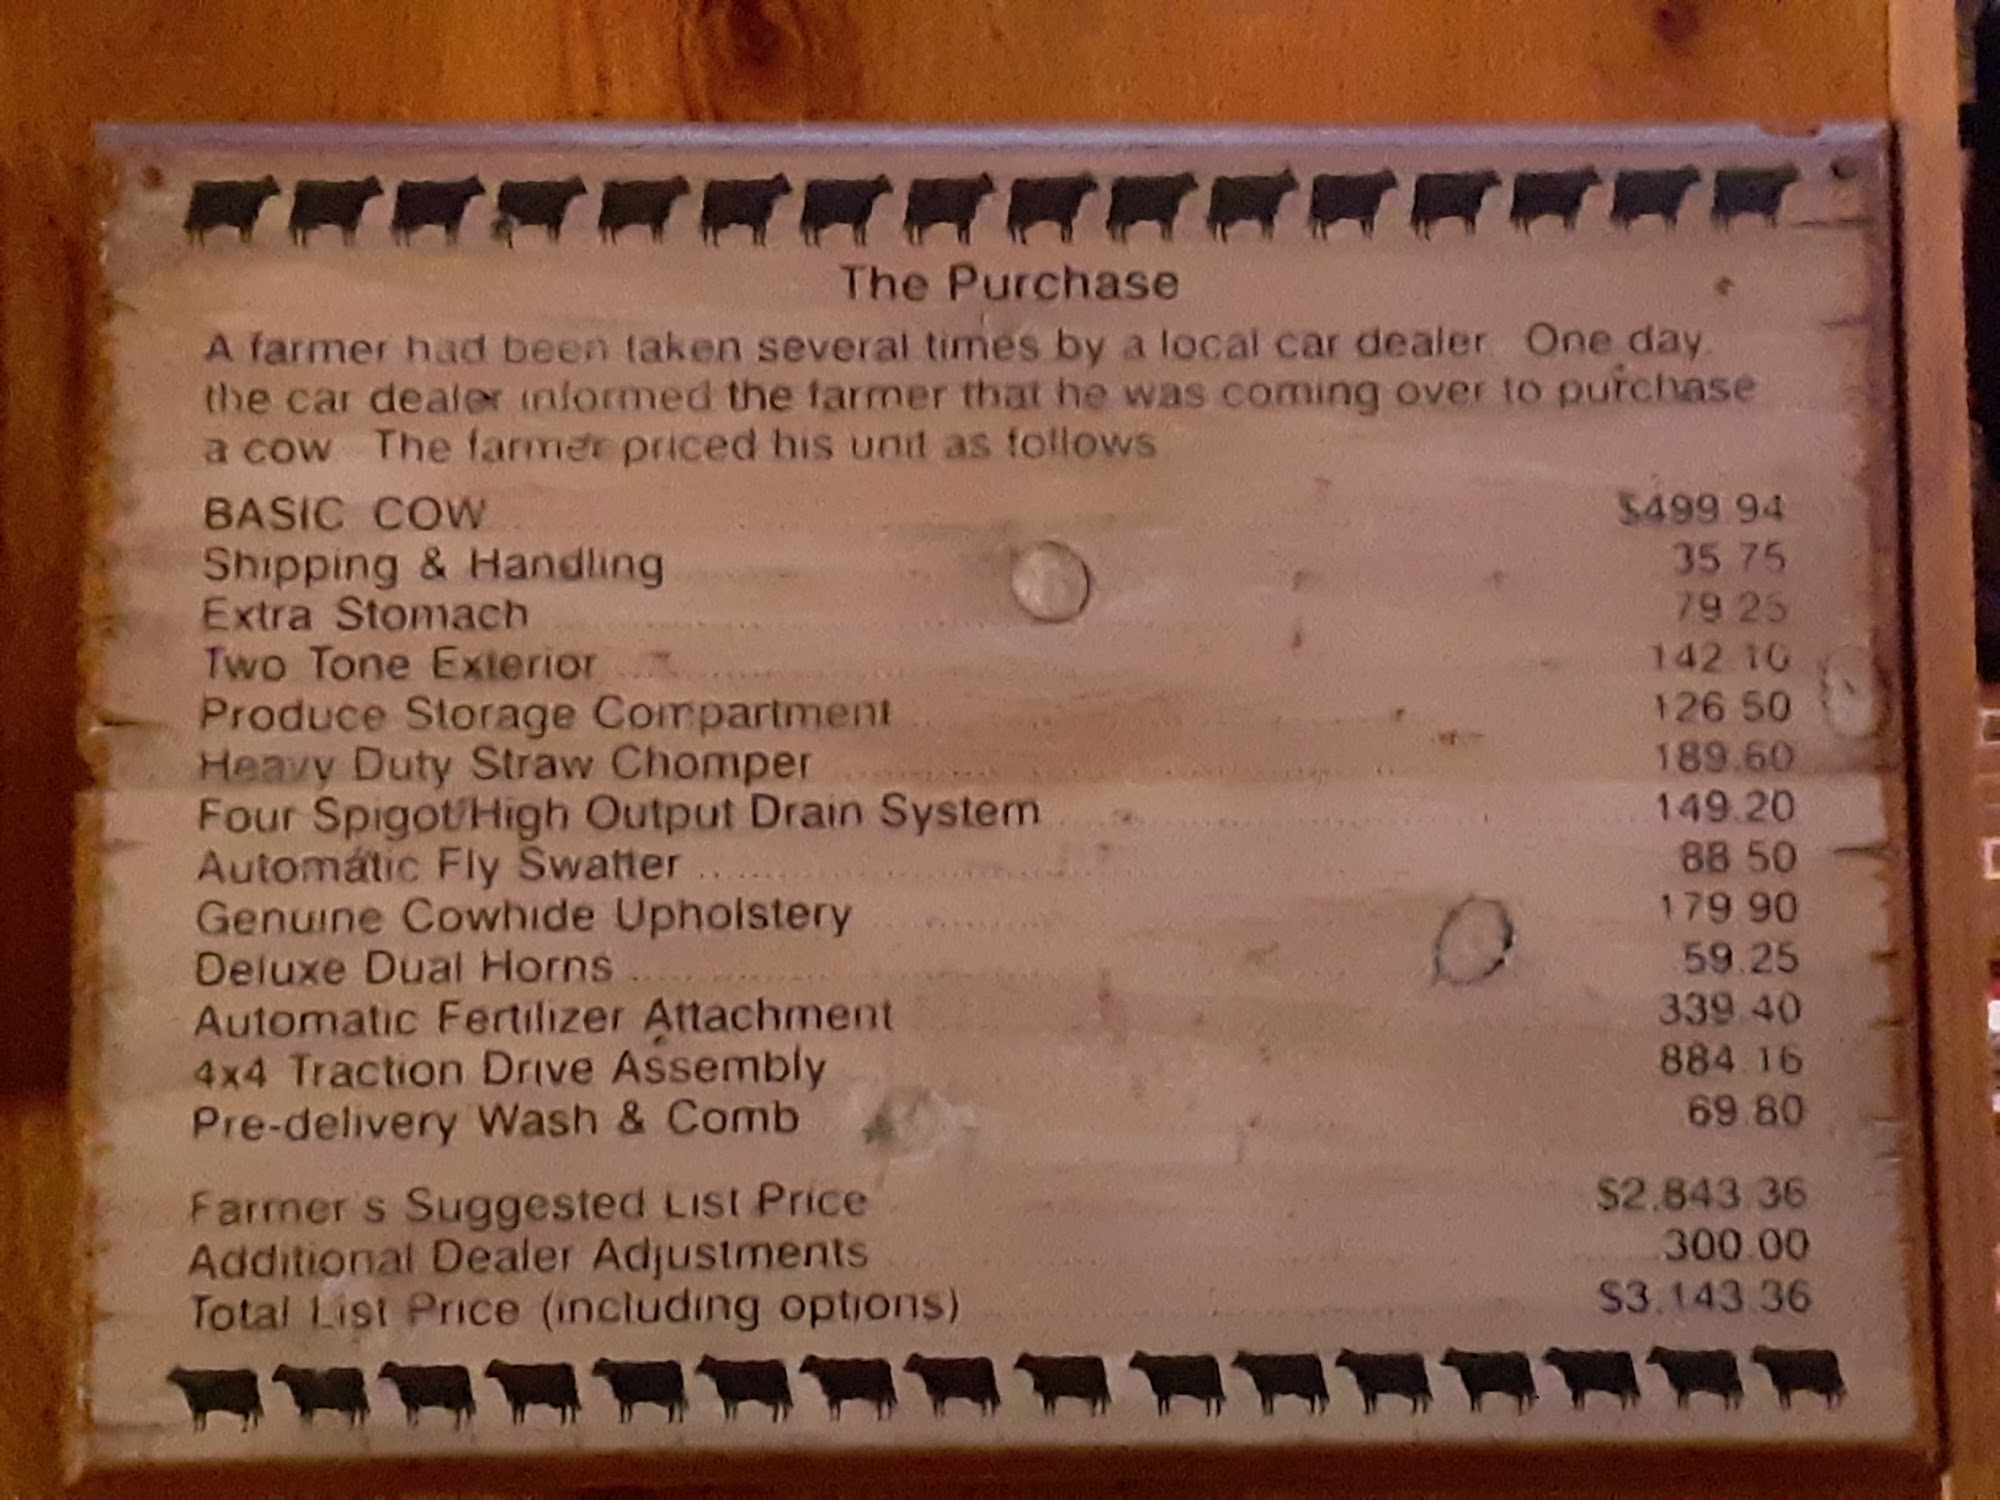 The Purchase
A farmer had been taken several times by a local car dealer. One day,
the car dealer informed the farmer that he was coming over to purchase
a cow. The farmer priced his unit as follows
BASIC COW $499.94
Shipping & Handling 35.75
Extra Stomach 79.25
Two Tone Exterior 142.10
Produce Storage Compartment 126.50
Heavy Duty Straw Chomper 189.60
Four Spigot/High Output Drain System 149.20
Automatic Fly Swatter 88.50
Genuine Cowhide Upholstery 179.90
Deluxe Dual Horns 59.25
Automatic Fertilizer Attachment 339.40
4x4 Traction Drive Assembly 884.16
Pre-delivery Wash & Comb 69.80
Farmer's Suggested List Price $2,843.36
Additional Dealer Adjustments 300.00
Total List Price (including options) $3,143.36